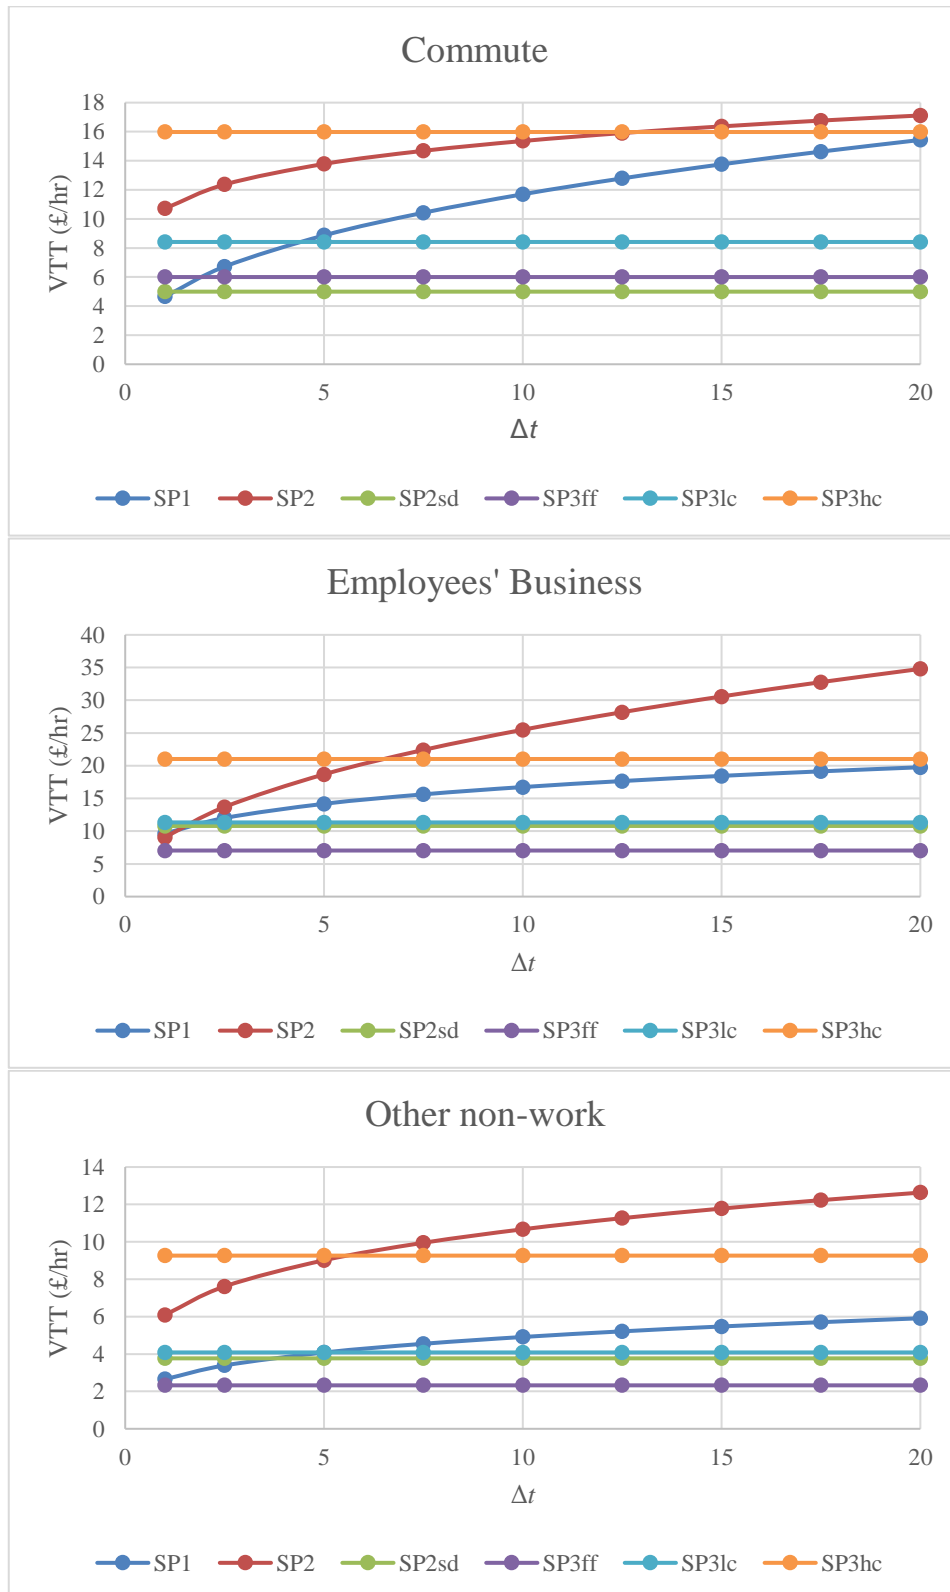 Commute
VTT (£/hr)
18
16
14
12
10
8
6
4
2
0
0 5 10 15 20
Δt
SP1 SP2 SP2sd SP3ff SP3lc SP3hc
Employees' Business
VTT (£/hr)
40
35
30
25
20
15
10
5
0
0 5 10 15 20
Δt
SP1 SP2 SP2sd SP3ff SP3lc SP3hc
Other non-work
VTT (£/hr)
14
12
10
8
6
4
2
0
0 5 10 15 20
Δt
SP1 SP2 SP2sd SP3ff SP3lc SP3hc